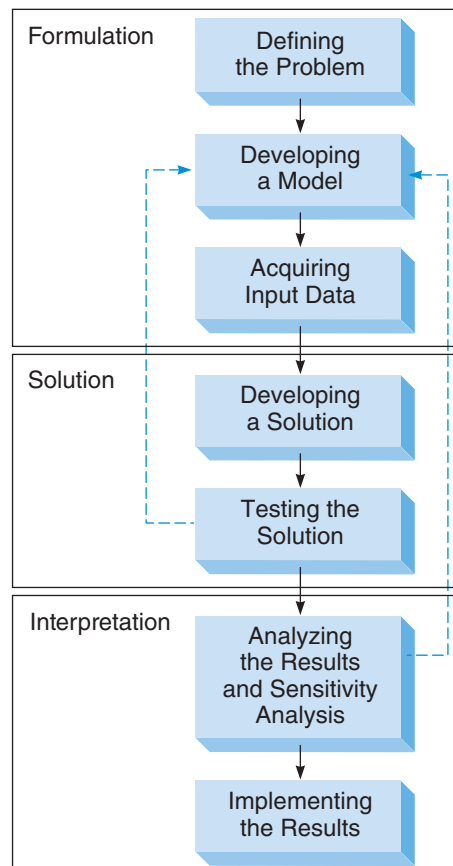 Formulation
Defining
the Problem
Developing
a Model
Acquiring
Input Data
Solution
Developing
a Solution
Testing the
Solution
Interpretation
Analyzing
the Results
and Sensitivity
Analysis
Implementing
the Results